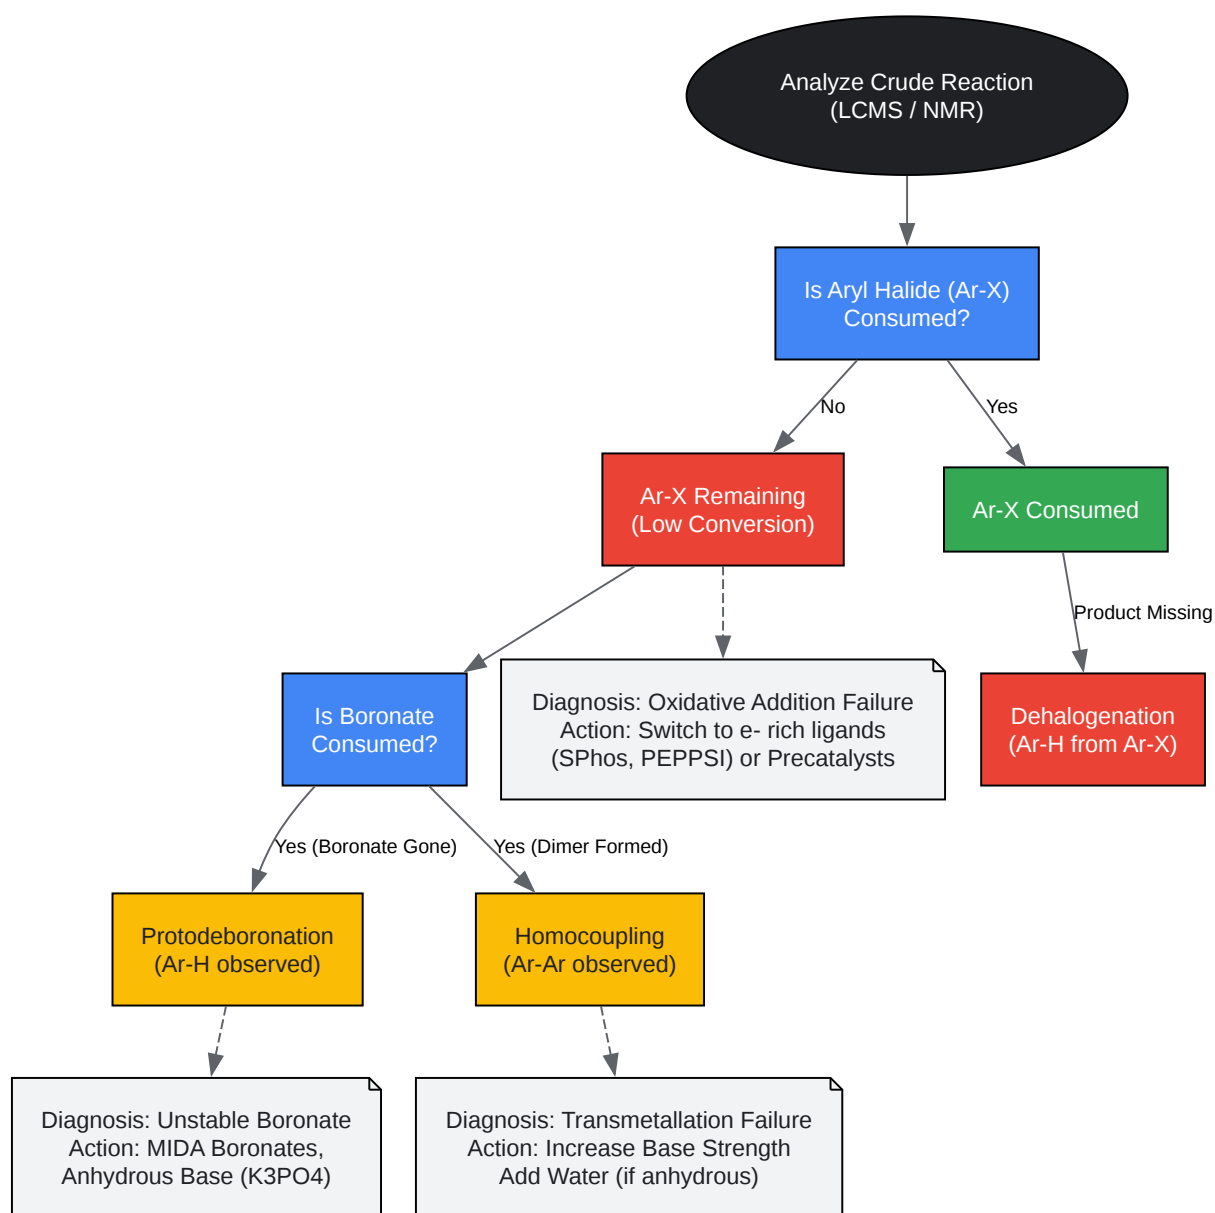 Analyze Crude Reaction
(LCMS / NMR)
Is Aryl Halide (Ar-X)
Consumed?
No
Yes
Ar-X Remaining
(Low Conversion)
Ar-X Consumed
Product Missing
Is Boronate
Consumed?
Diagnosis: Oxidative Addition Failure
Action: Switch to e- rich ligands
(SPhos, PEPPSI) or Precatalysts
Dehalogenation
(Ar-H from Ar-X)
Yes (Boronate Gone)
Yes (Dimer Formed)
Protodeboronation
(Ar-H observed)
Homocoupling
(Ar-Ar observed)
Diagnosis: Unstable Boronate
Action: MIDA Boronates,
Anhydrous Base (K3PO4)
Diagnosis: Transmetallation Failure
Action: Increase Base Strength
Add Water (if anhydrous)